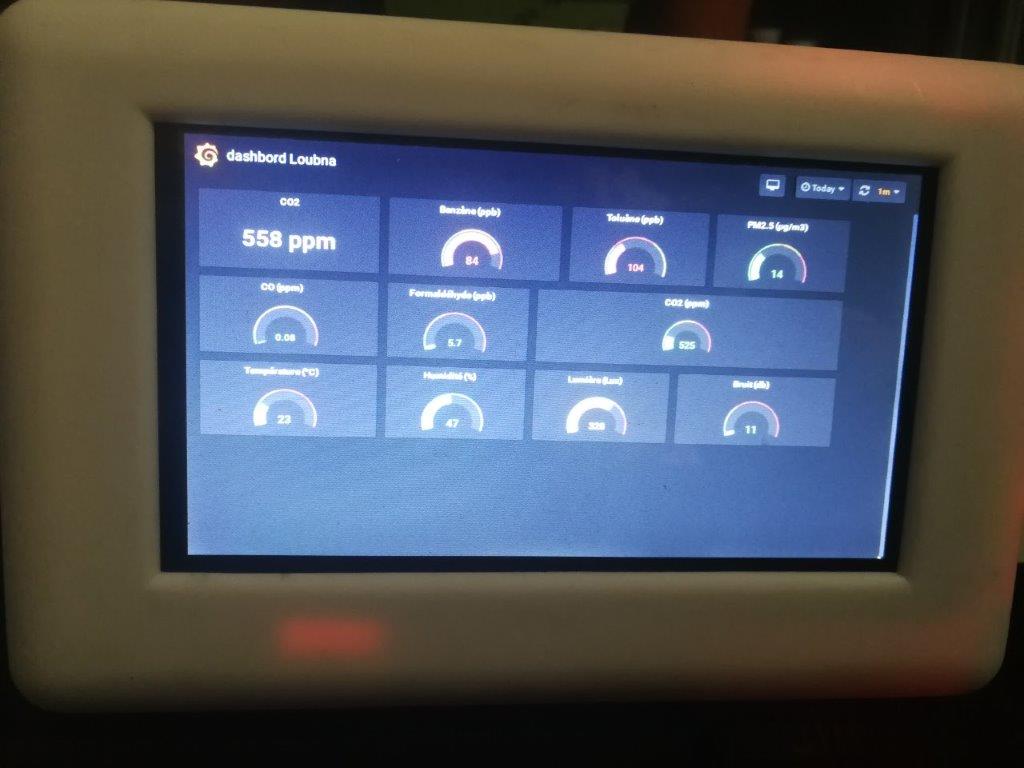 dashbord Loubna
Today
1m
CO2
558 ppm
Benzène (ppb)
84
Toluène (ppb)
104
PM2.5 (µg/m3)
14
CO (ppm)
0.08
Formaldéhyde (ppb)
5.7
CO2 (ppm)
525
Température (°C)
23
Humidité (%)
47
Lumière (Lux)
Bruit (db)
11